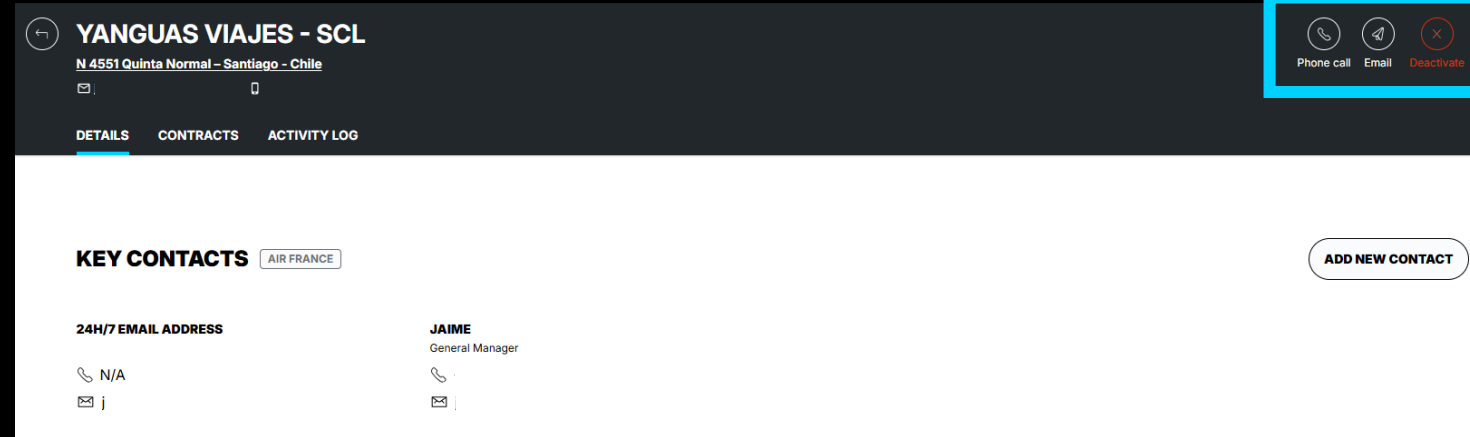 YANGUAS VIAJES - SCL
N 4551 Quinta Normal – Santiago - Chile
Phone call Email Deactivate
DETAILS CONTRACTS ACTIVITY LOG
KEY CONTACTS AIR FRANCE
ADD NEW CONTACT
24H/7 EMAIL ADDRESS
N/A
j
JAIME
General Manager